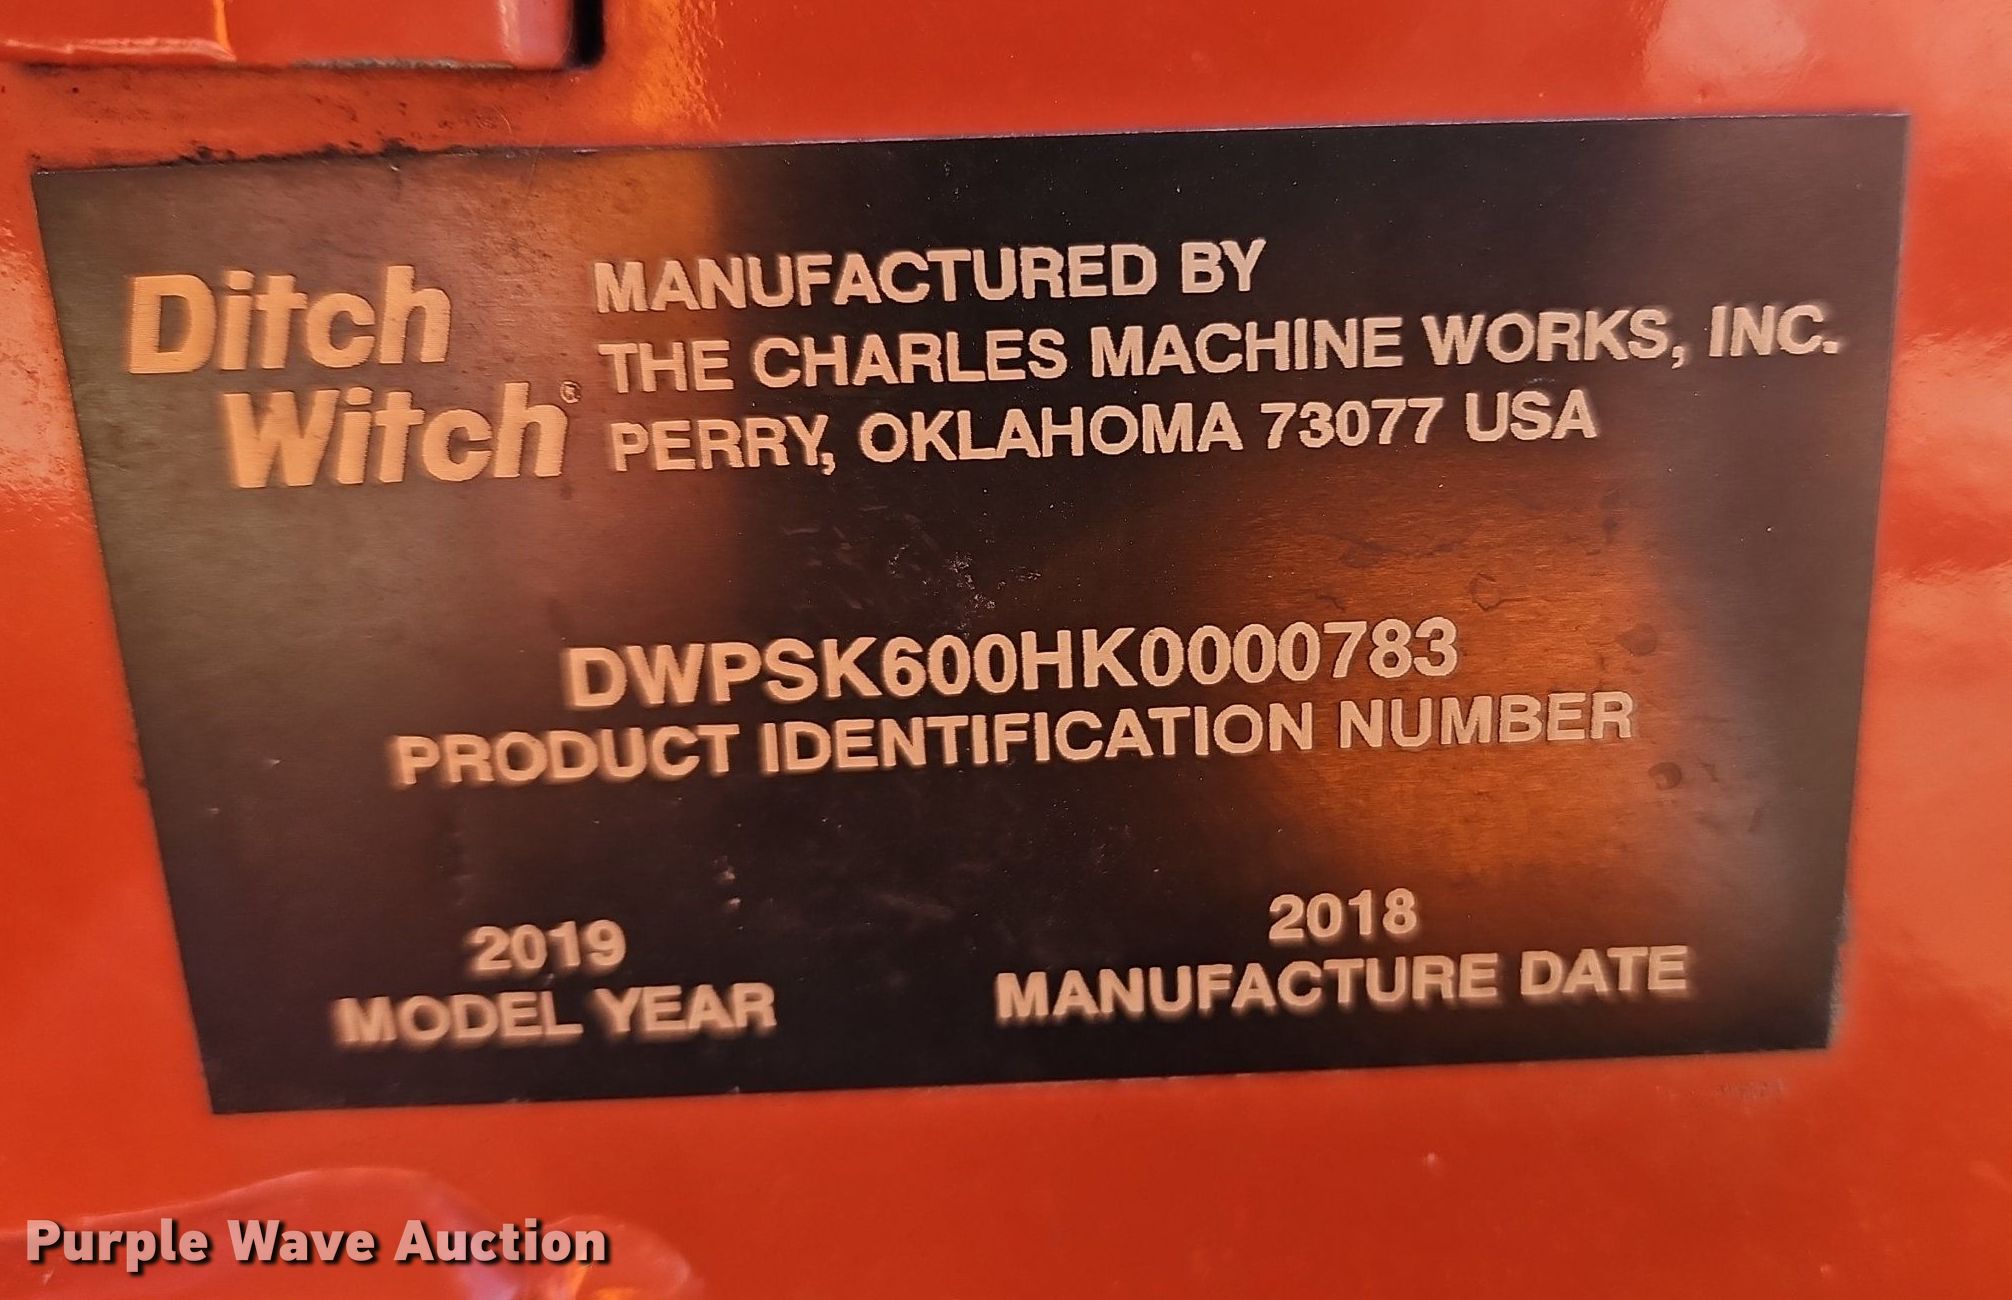 Ditch
Witch®
MANUFACTURED BY
THE CHARLES MACHINE WORKS, INC.
PERRY, OKLAHOMA 73077 USA
DWPSK600HK0000783
PRODUCT IDENTIFICATION NUMBER
2019
MODEL YEAR
2018
MANUFACTURE DATE
Purple Wave Auction